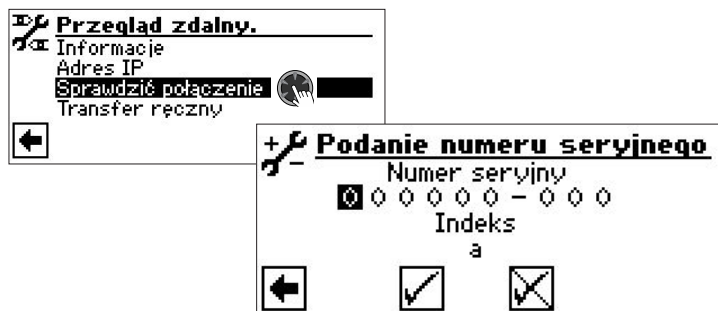 Przegląd zdalny.
Informacje
Adres IP
Sprawdzić połączenie
Transfer ręczny
Podanie numeru seryjnego
Numer seryjny
0 0 0 0 0 0 – 0 0 0
Indeks
a